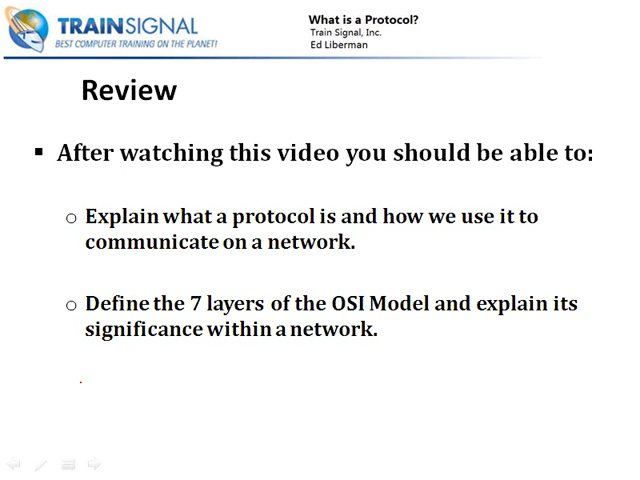 TRAINSIGNAL
BEST COMPUTER TRAINING ON THE PLANET!
What is a Protocol?
Train Signal, Inc.
Ed Liberman
Review
▪ After watching this video you should be able to:
o Explain what a protocol is and how we use it to
communicate on a network.
o Define the 7 layers of the OSI Model and explain its
significance within a network.